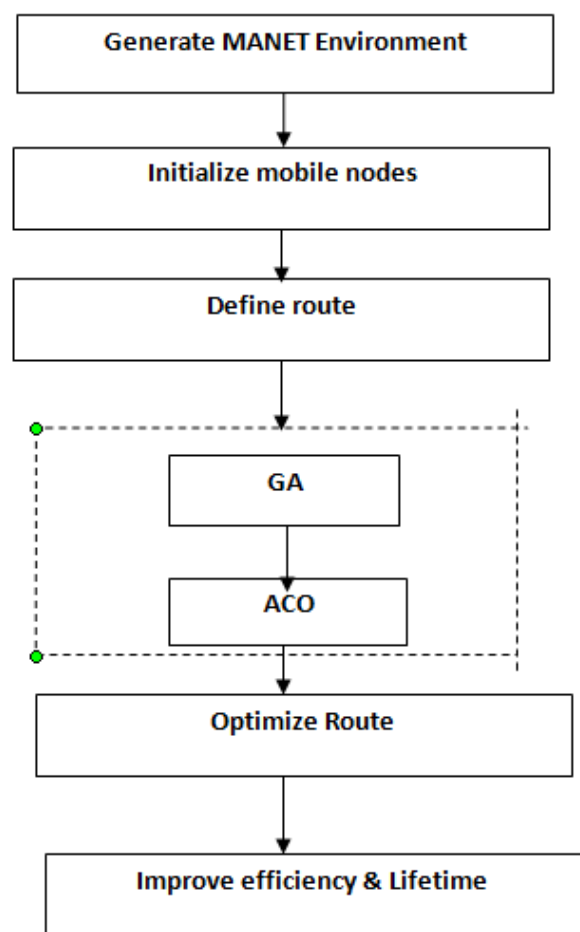 Generate MANET Environment
Initialize mobile nodes
Define route
GA
ACO
Optimize Route
Improve efficiency & Lifetime